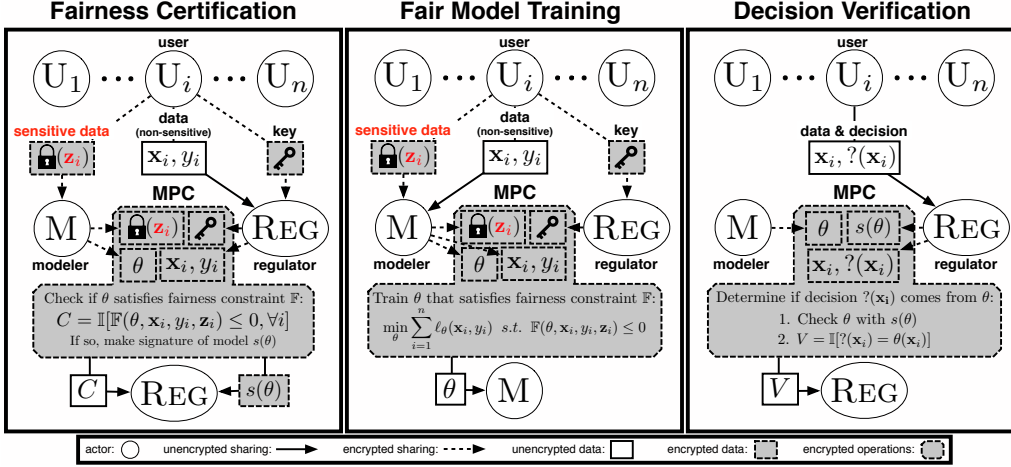 Fairness Certification
user
U₁ ••• Uᵢ ••• Uₙ
sensitive data
data
(non-sensitive)
key
(zᵢ)
xᵢ, yᵢ
MPC
M
(zᵢ)
REG
modeler
θ
xᵢ, yᵢ
regulator
Check if θ satisfies fairness constraint 𝔽:
C = 𝕀[𝔽(θ, xᵢ, yᵢ, zᵢ) ≤ 0, ∀i]
If so, make signature of model s(θ)
C
REG
s(θ)
Fair Model Training
user
U₁ ••• Uᵢ ••• Uₙ
sensitive data
data
(non-sensitive)
key
(zᵢ)
xᵢ, yᵢ
MPC
M
(zᵢ)
REG
modeler
θ
xᵢ, yᵢ
regulator
Train θ that satisfies fairness constraint 𝔽:
min_θ ∑_{i=1}^{n} ℓ_θ(xᵢ, yᵢ) s.t. 𝔽(θ, xᵢ, yᵢ, zᵢ) ≤ 0
θ
M
Decision Verification
user
U₁ ••• Uᵢ ••• Uₙ
data & decision
xᵢ, ?(xᵢ)
MPC
M
θ
s(θ)
REG
modeler
xᵢ, ?(xᵢ)
regulator
Determine if decision ?(xᵢ) comes from θ:
1. Check θ with s(θ)
2. V = 𝕀[?(xᵢ) = θ(xᵢ)]
V
REG
actor: unencrypted sharing: encrypted sharing: unencrypted data: encrypted data: encrypted operations: